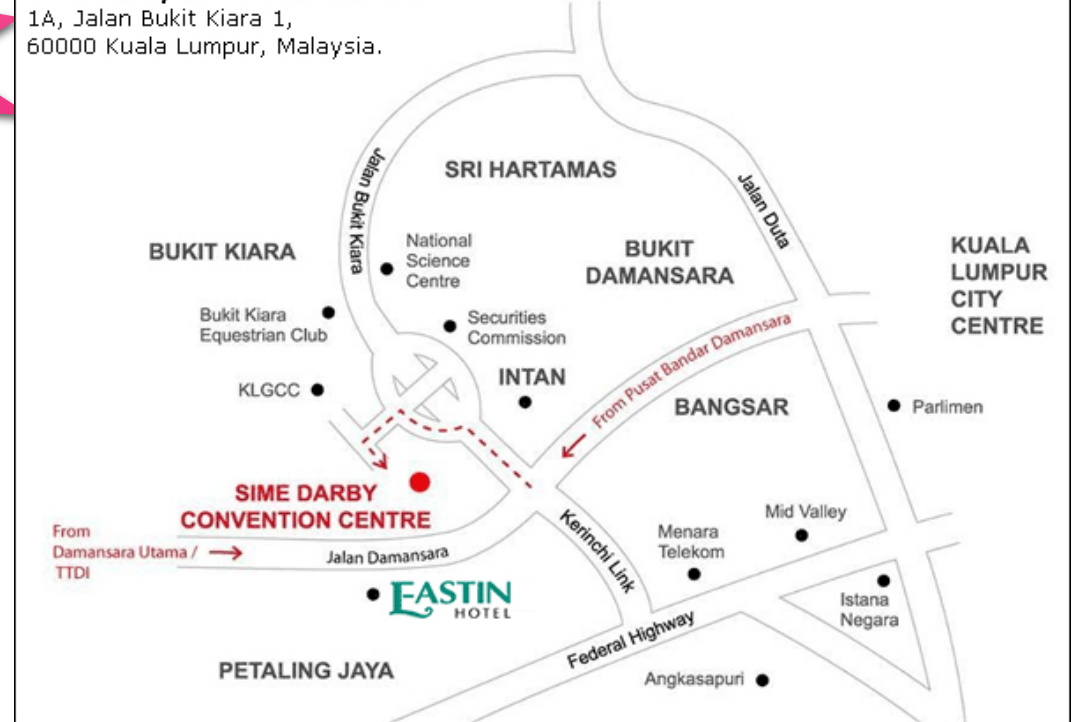 1A, Jalan Bukit Kiara 1,
60000 Kuala Lumpur, Malaysia.
Jalan Bukit Kiara
SRI HARTAMAS
Jalan Duta
BUKIT KIARA
National
Science
Centre
BUKIT
DAMANSARA
KUALA
LUMPUR
CITY
CENTRE
Bukit Kiara
Equestrian Club
Securities
Commission
From Pusat Bandar Damansara
INTAN
KLGCC
BANGSAR
Parlimen
SIME DARBY
CONVENTION CENTRE
From
Damansara Utama /
TTDI
Jalan Damansara
Kerinchi Link
Menara
Telekom
Mid Valley
EASTIN
HOTEL
Istana
Negara
Federal Highway
PETALING JAYA
Angkasapuri